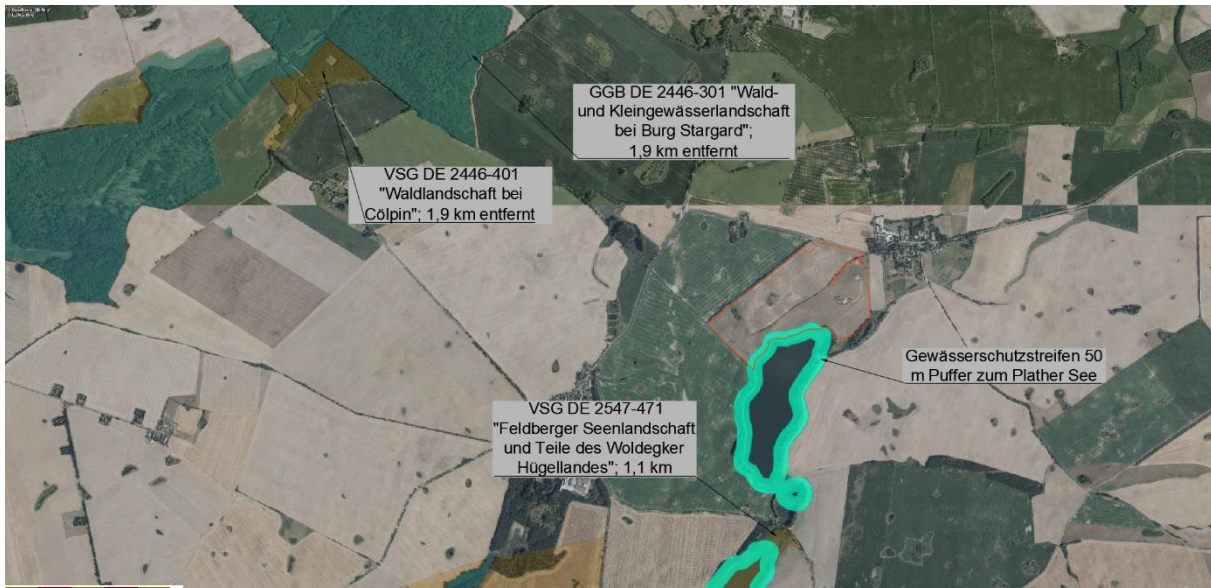 GGB DE 2446-301 "Wald-
und Kleingewässerlandschaft
bei Burg Stargard";
1,9 km entfernt
VSG DE 2446-401
"Waldlandschaft bei
Cölpin"; 1,9 km entfernt
Gewässerschutzstreifen 50
m Puffer zum Plather See
VSG DE 2547-471
"Feldberger Seenlandschaft
und Teile des Woldegker
Hügellandes"; 1,1 km